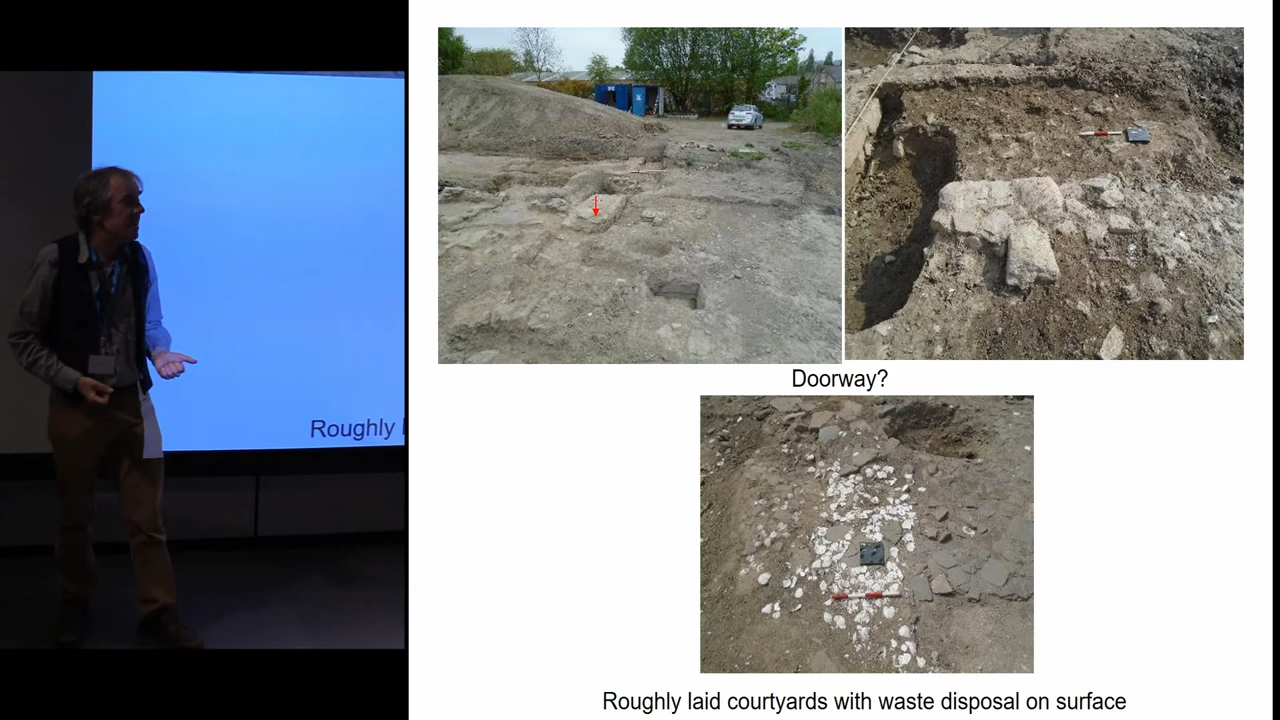 Doorway?
Roughly
Roughly laid courtyards with waste disposal on surface